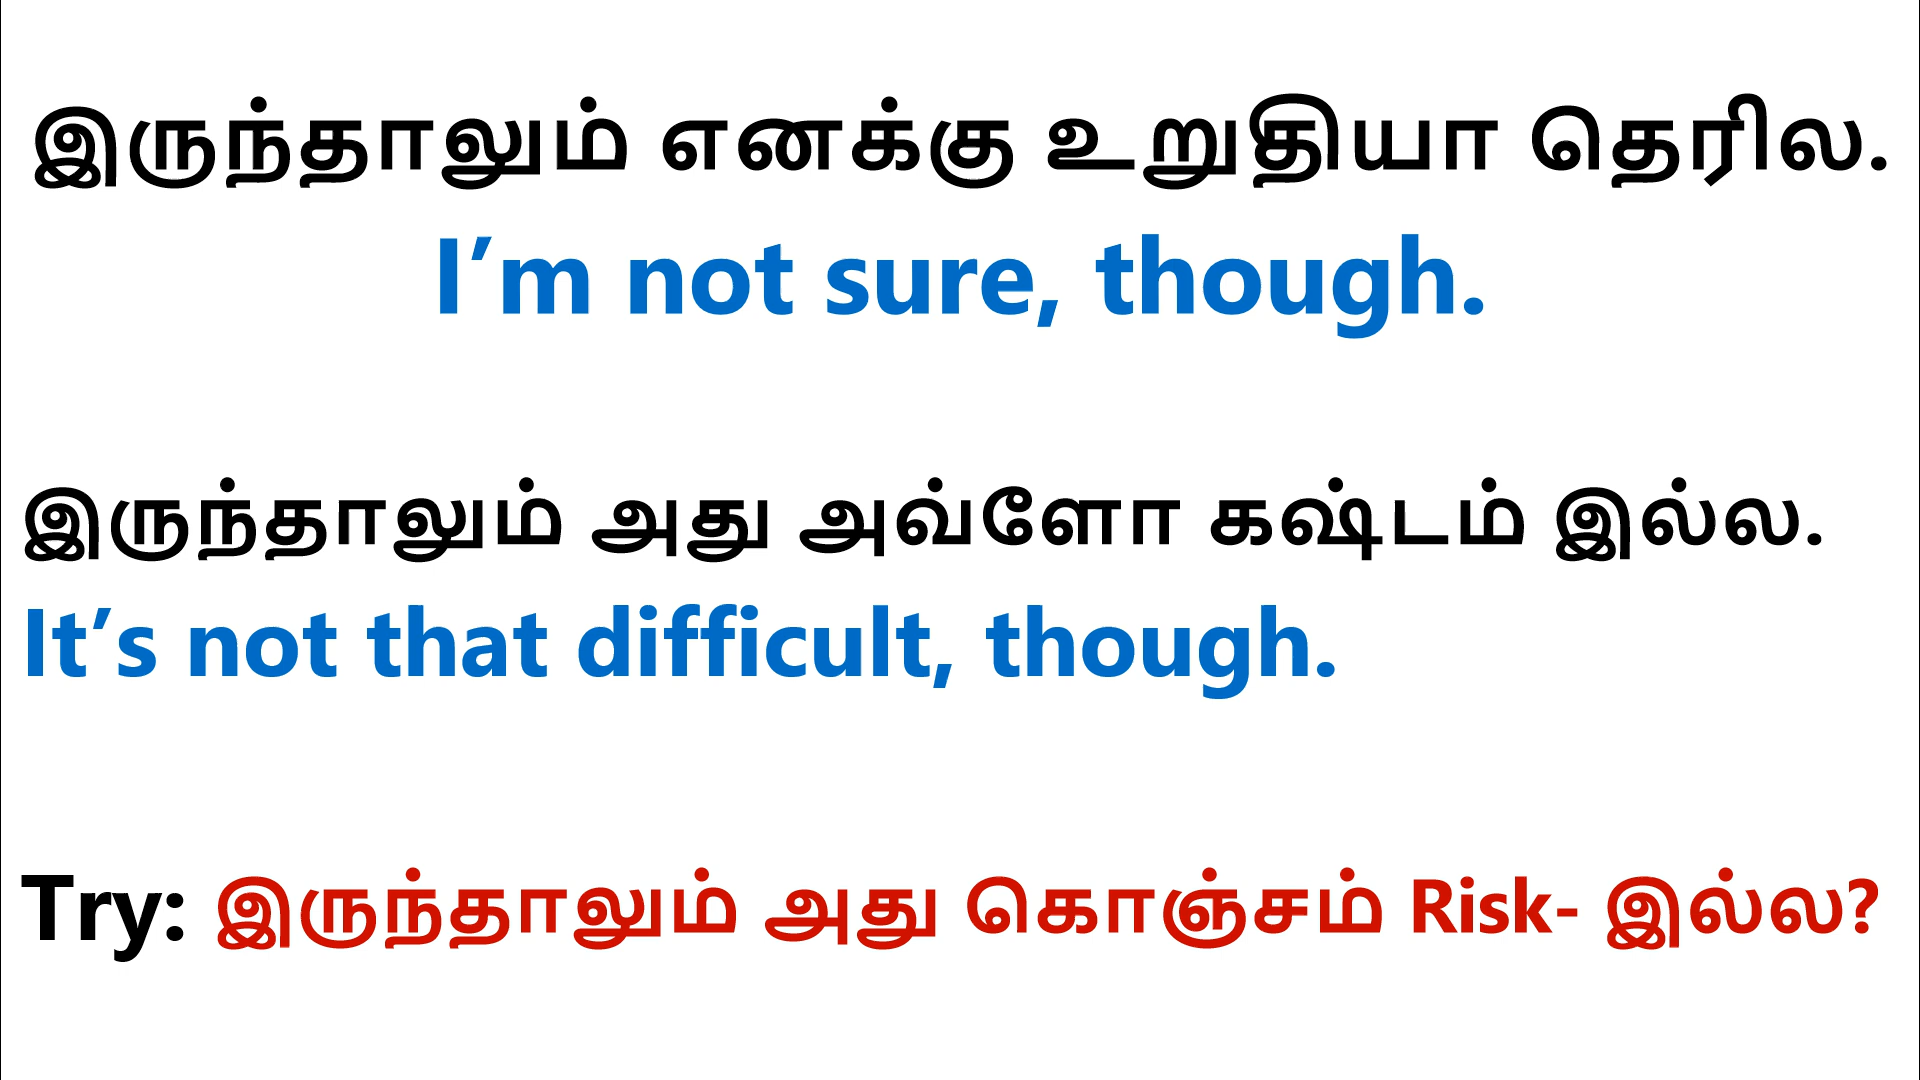 இருந்தாலும் எனக்கு உறுதியா தெரில.
I’m not sure, though.
இருந்தாலும் அது அவ்ளோ கஷ்டம் இல்ல.
It’s not that difficult, though.
Try: இருந்தாலும் அது கொஞ்சம் Risk- இல்ல?